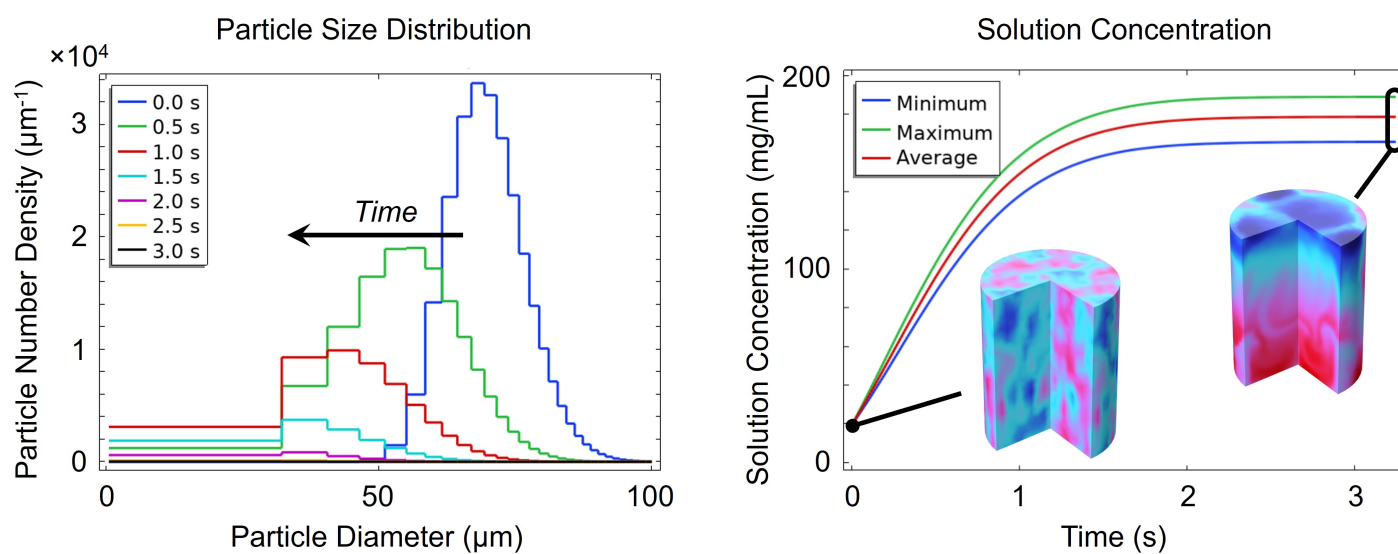 Particle Size Distribution
×10⁴
Particle Number Density (µm⁻¹)
3
2
1
0
0.0 s
0.5 s
1.0 s
1.5 s
2.0 s
2.5 s
3.0 s
Time
0
50
100
Particle Diameter (µm)
Solution Concentration
Solution Concentration (mg/mL)
200
100
0
Minimum
Maximum
Average
0
1
2
3
Time (s)